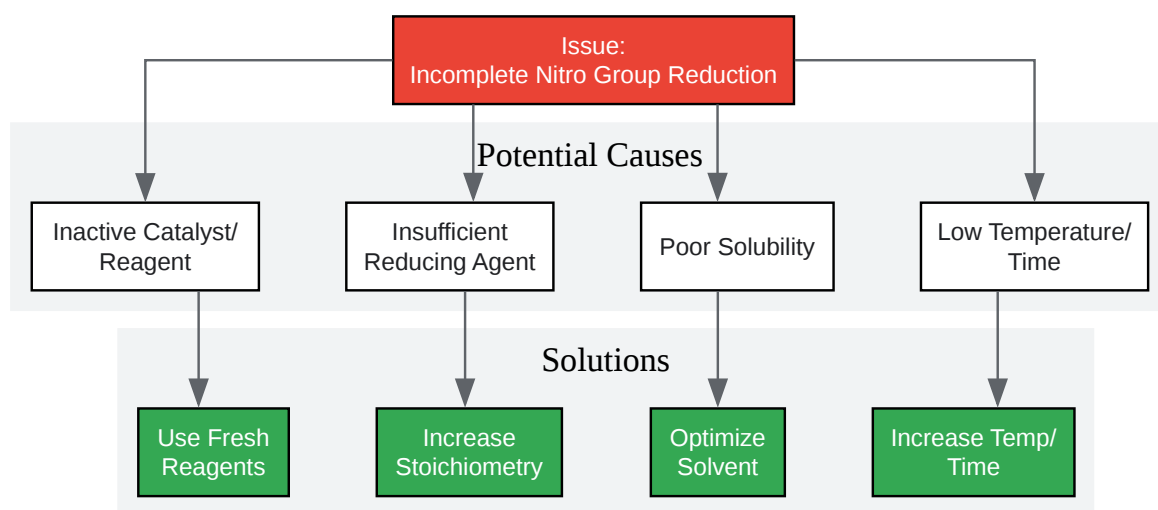 Issue:
Incomplete Nitro Group Reduction
Potential Causes
Inactive Catalyst/
Reagent
Insufficient
Reducing Agent
Poor Solubility
Low Temperature/
Time
Solutions
Use Fresh
Reagents
Increase
Stoichiometry
Optimize
Solvent
Increase Temp/
Time